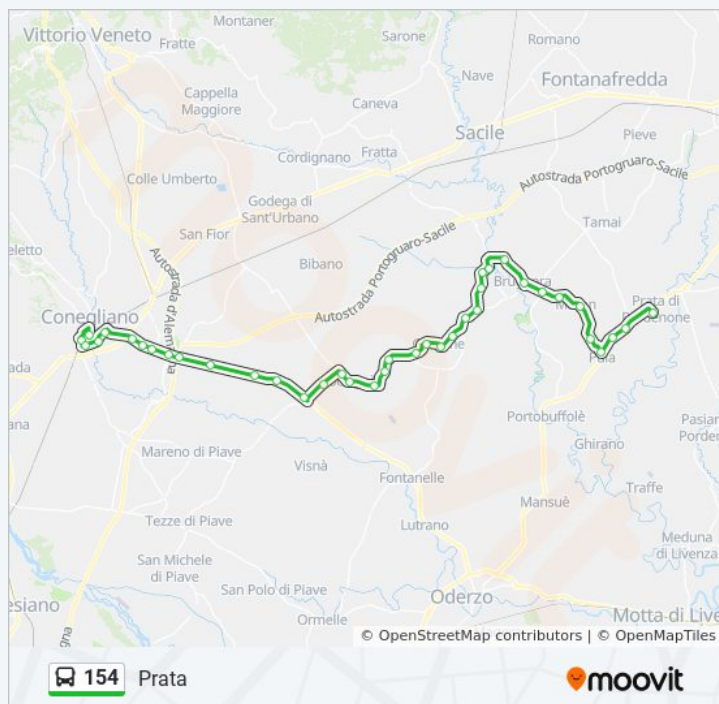 Montaner
Vittorio Veneto
Sarone
Romano
Fratte
Nave
Fontanafredda
Cappella
Maggiore
Caneva
Sacile
Pieve
Cordignano
Fratta
Colle Umberto
Autostrada Portogruaro-Sacile
Godega di
Sant'Urbano
Tamai
San Fior
eletto
Autostrada d'Alemagna
Bibano
Autostrada Portogruaro-Sacile
Conegliano
Prata di
ada
Portobuffolè
Pasian
Porden
Ghirano
ana
Mareno di Piave
Visnà
Fontanelle
Traffe
Mansuè
Tezze di Piave
Lutrano
Meduna
di Livenza
San Michele
di Piave
San Polo di Piave
Oderzo
esiano
Ormelle
Motta di Live
gna
© OpenStreetMap contributors | © OpenMapTiles
154 Prata
moovit